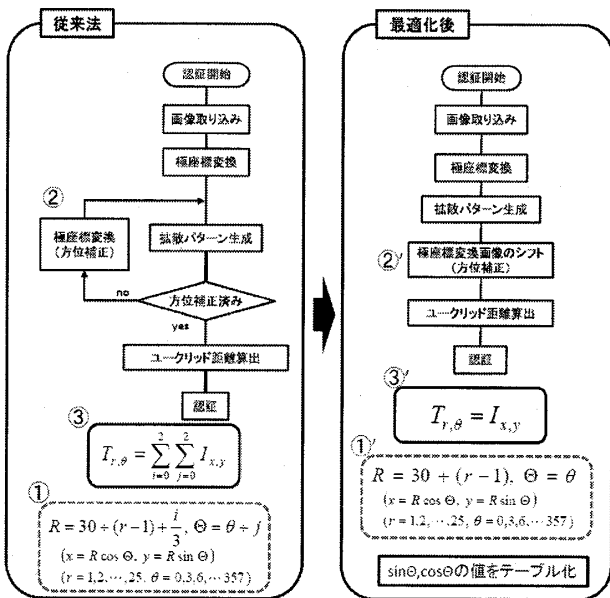 従来法
認証開始
画像取り込み
極座標変換
②
極座標変換
(方位補正)
拡散パターン生成
no
方位補正済み
yes
ユークリッド距離算出
認証
③
T_{r,θ} = \sum_{i=0}^{2} \sum_{j=0}^{2} I_{x,y}
①
R = 30 + (r − 1) + \frac{i}{3}, Θ = θ + j
(x = R cos Θ, y = R sin Θ)
(r = 1,2,⋯,25, θ = 0,3,6,⋯357)
最適化後
認証開始
画像取り込み
極座標変換
拡散パターン生成
②'
極座標変換画像のシフト
(方位補正)
ユークリッド距離算出
認証
③'
T_{r,θ} = I_{x,y}
①'
R = 30 + (r − 1), Θ = θ
(x = R cos Θ, y = R sin Θ)
(r = 1,2,⋯,25, θ = 0,3,6,⋯357)
sinΘ,cosΘの値をテーブル化